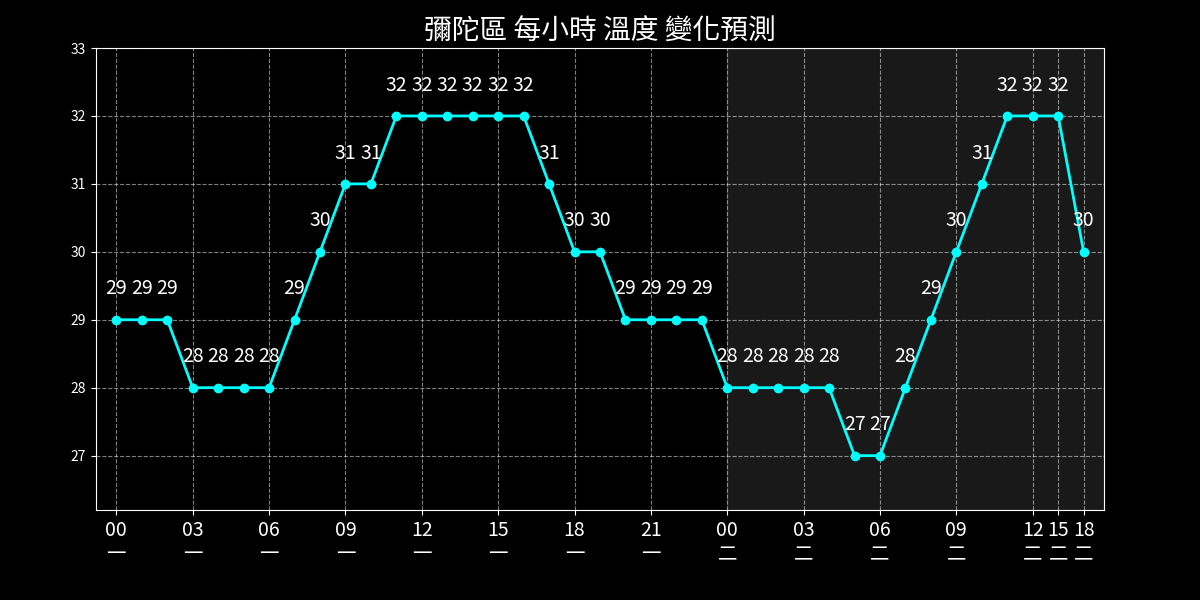 彌陀區 每小時 溫度 變化預測
33
32 32 32 32 32 32 32 32 32
32
31 31 31 31
31
30 30 30 30 30
30
29 29 29 29 29 29 29 29 29
29
28 28 28 28 28 28 28 28 28 28
28
27 27
27
00 03 06 09 12 15 18 21 00 03 06 09 12 15 18
一 一 一 一 一 一 一 一 二 二 二 二 二 二 二